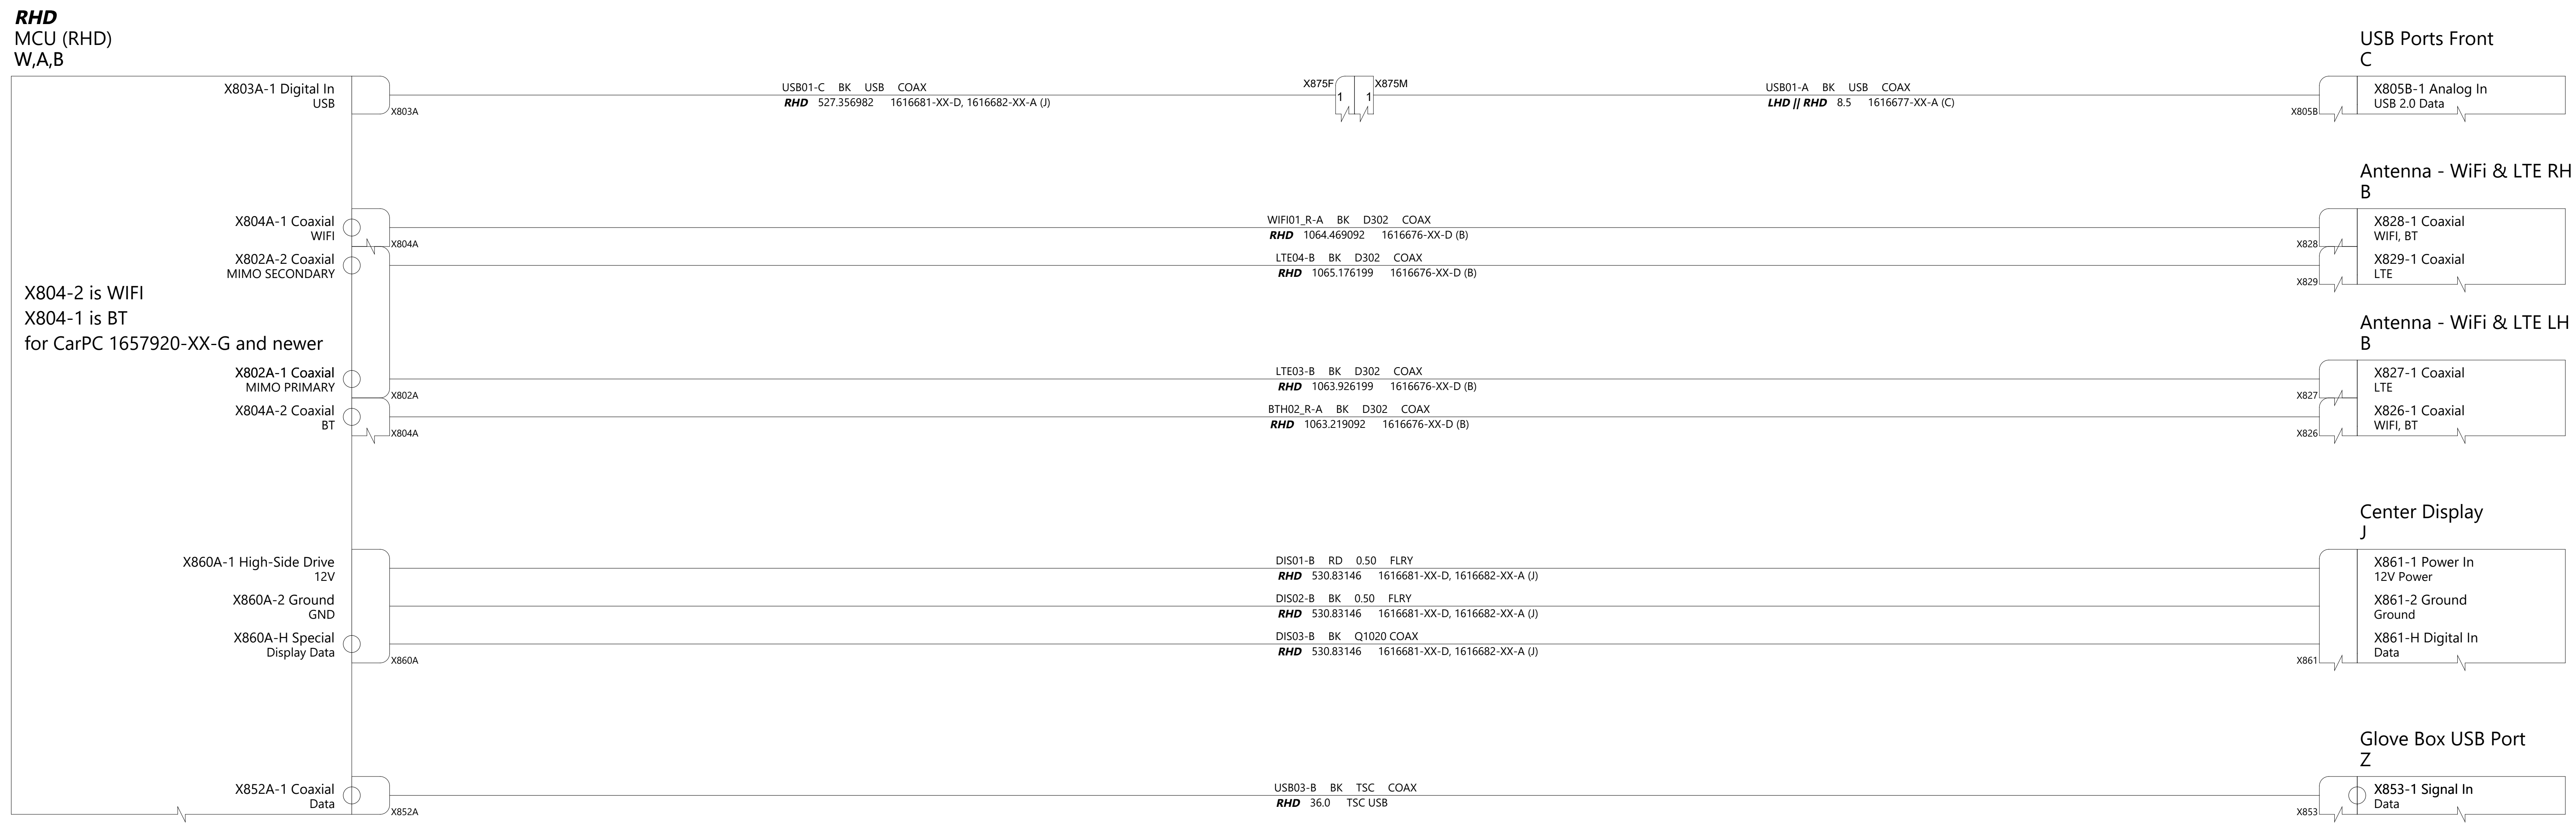 RHD
MCU (RHD)
W,A,B
USB Ports Front
C
X803A-1 Digital In
USB
X803A
USB01-C BK USB COAX
RHD 527.356982 1616681-XX-D, 1616682-XX-A (J)
X875F
1
1
X875M
USB01-A BK USB COAX
LHD || RHD 8.5 1616677-XX-A (C)
X805B
X805B-1 Analog In
USB 2.0 Data
Antenna - WiFi & LTE RH
B
X804A-1 Coaxial
WIFI
X804A
WIFI01_R-A BK D302 COAX
RHD 1064.469092 1616676-XX-D (B)
X828
X828-1 Coaxial
WIFI, BT
X802A-2 Coaxial
MIMO SECONDARY
LTE04-B BK D302 COAX
RHD 1065.176199 1616676-XX-D (B)
X829
X829-1 Coaxial
LTE
X804-2 is WIFI
X804-1 is BT
for CarPC 1657920-XX-G and newer
Antenna - WiFi & LTE LH
B
X802A-1 Coaxial
MIMO PRIMARY
X802A
LTE03-B BK D302 COAX
RHD 1063.926199 1616676-XX-D (B)
X827
X827-1 Coaxial
LTE
X804A-2 Coaxial
BT
X804A
BTH02_R-A BK D302 COAX
RHD 1063.219092 1616676-XX-D (B)
X826
X826-1 Coaxial
WIFI, BT
Center Display
J
X860A-1 High-Side Drive
12V
DIS01-B RD 0.50 FLRY
RHD 530.83146 1616681-XX-D, 1616682-XX-A (J)
X861-1 Power In
12V Power
X860A-2 Ground
GND
DIS02-B BK 0.50 FLRY
RHD 530.83146 1616681-XX-D, 1616682-XX-A (J)
X861-2 Ground
Ground
X860A-H Special
Display Data
X860A
DIS03-B BK Q1020 COAX
RHD 530.83146 1616681-XX-D, 1616682-XX-A (J)
X861
X861-H Digital In
Data
Glove Box USB Port
Z
X852A-1 Coaxial
Data
X852A
USB03-B BK TSC COAX
RHD 36.0 TSC USB
X853
X853-1 Signal In
Data